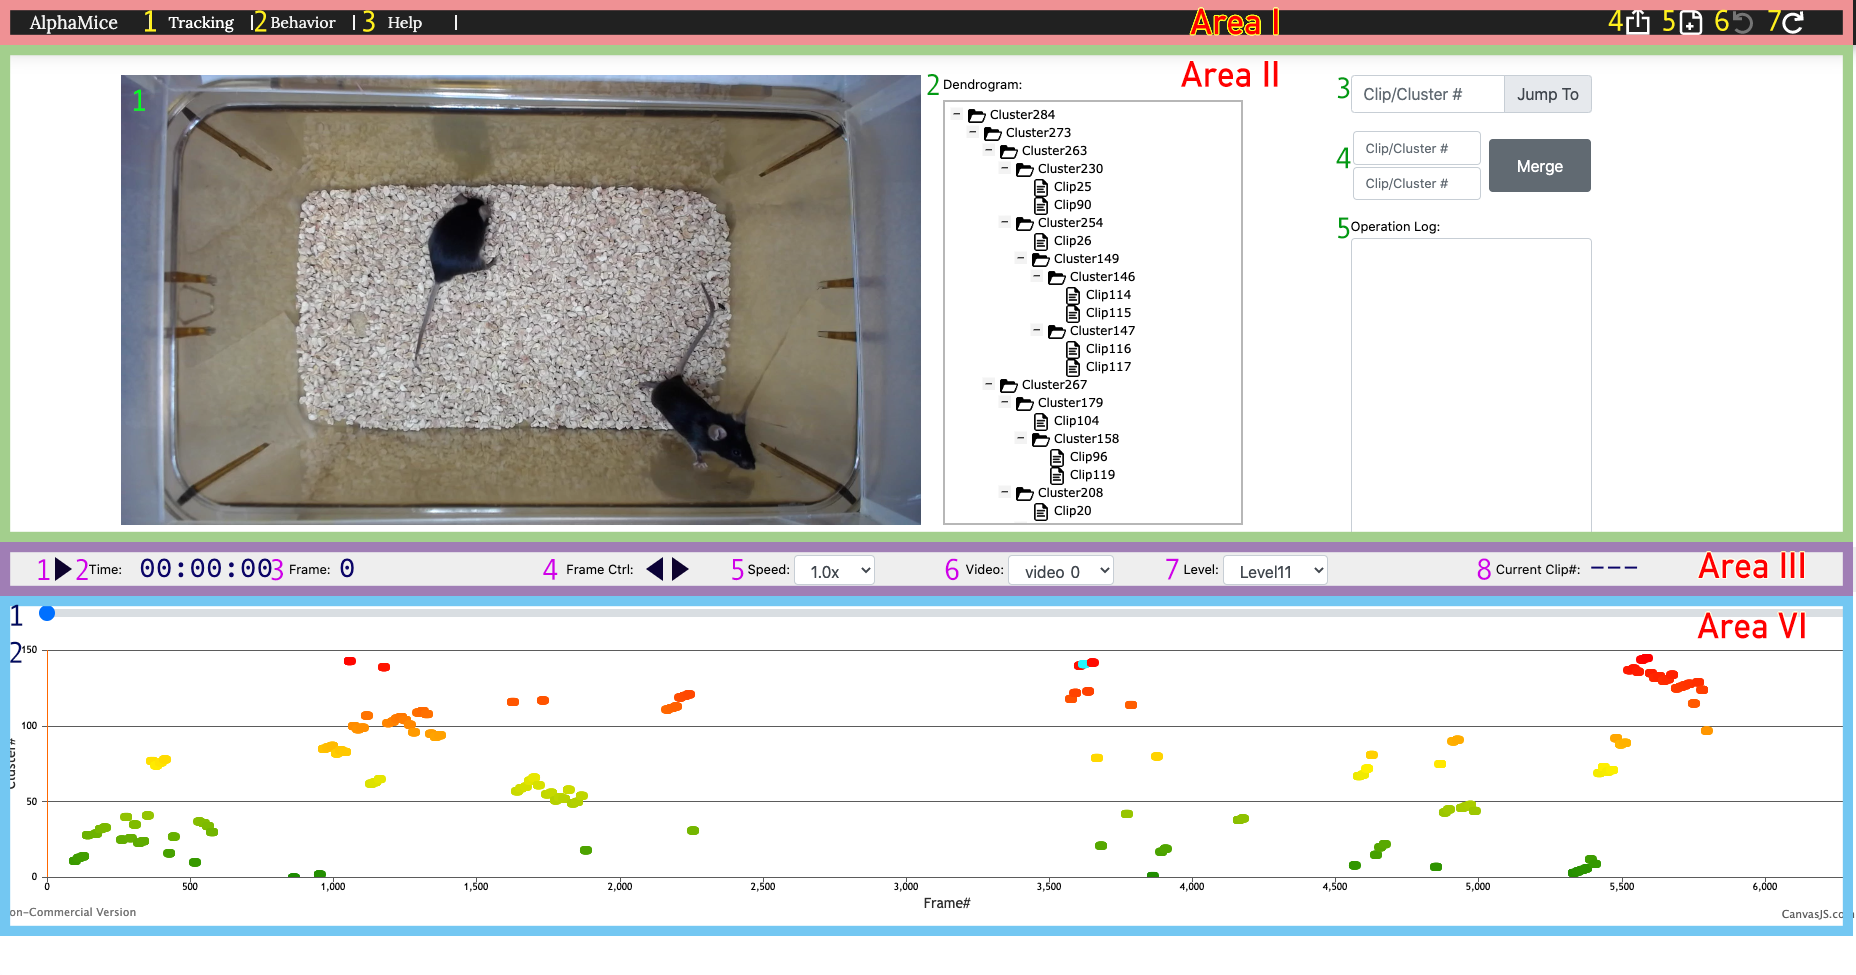 AlphaMice 1 Tracking | 2 Behavior | 3 Help | Area I 4 5 6 7
1
2 Dendrogram:
Area II
Cluster284
Cluster273
Cluster263
Cluster230
Clip25
Clip90
Cluster254
Clip26
Cluster149
Cluster146
Clip114
Clip115
Cluster147
Clip116
Clip117
Cluster267
Cluster179
Clip104
Cluster158
Clip96
Clip119
Cluster208
Clip20
3 Clip/Cluster # Jump To
4 Clip/Cluster #
Clip/Cluster #
Merge
5 Operation Log:
1 2 Time: 00:00:00 3 Frame: 0 4 Frame Ctrl: 5 Speed: 1.0x 6 Video: video 0 7 Level: Level11 8 Current Clip#: --- Area III
1
Area VI
2
150
100
Cluster#
50
0
0 500 1,000 1,500 2,000 2,500 3,000 3,500 4,000 4,500 5,000 5,500 6,000
Frame#
on-Commercial Version
CanvasJS.co